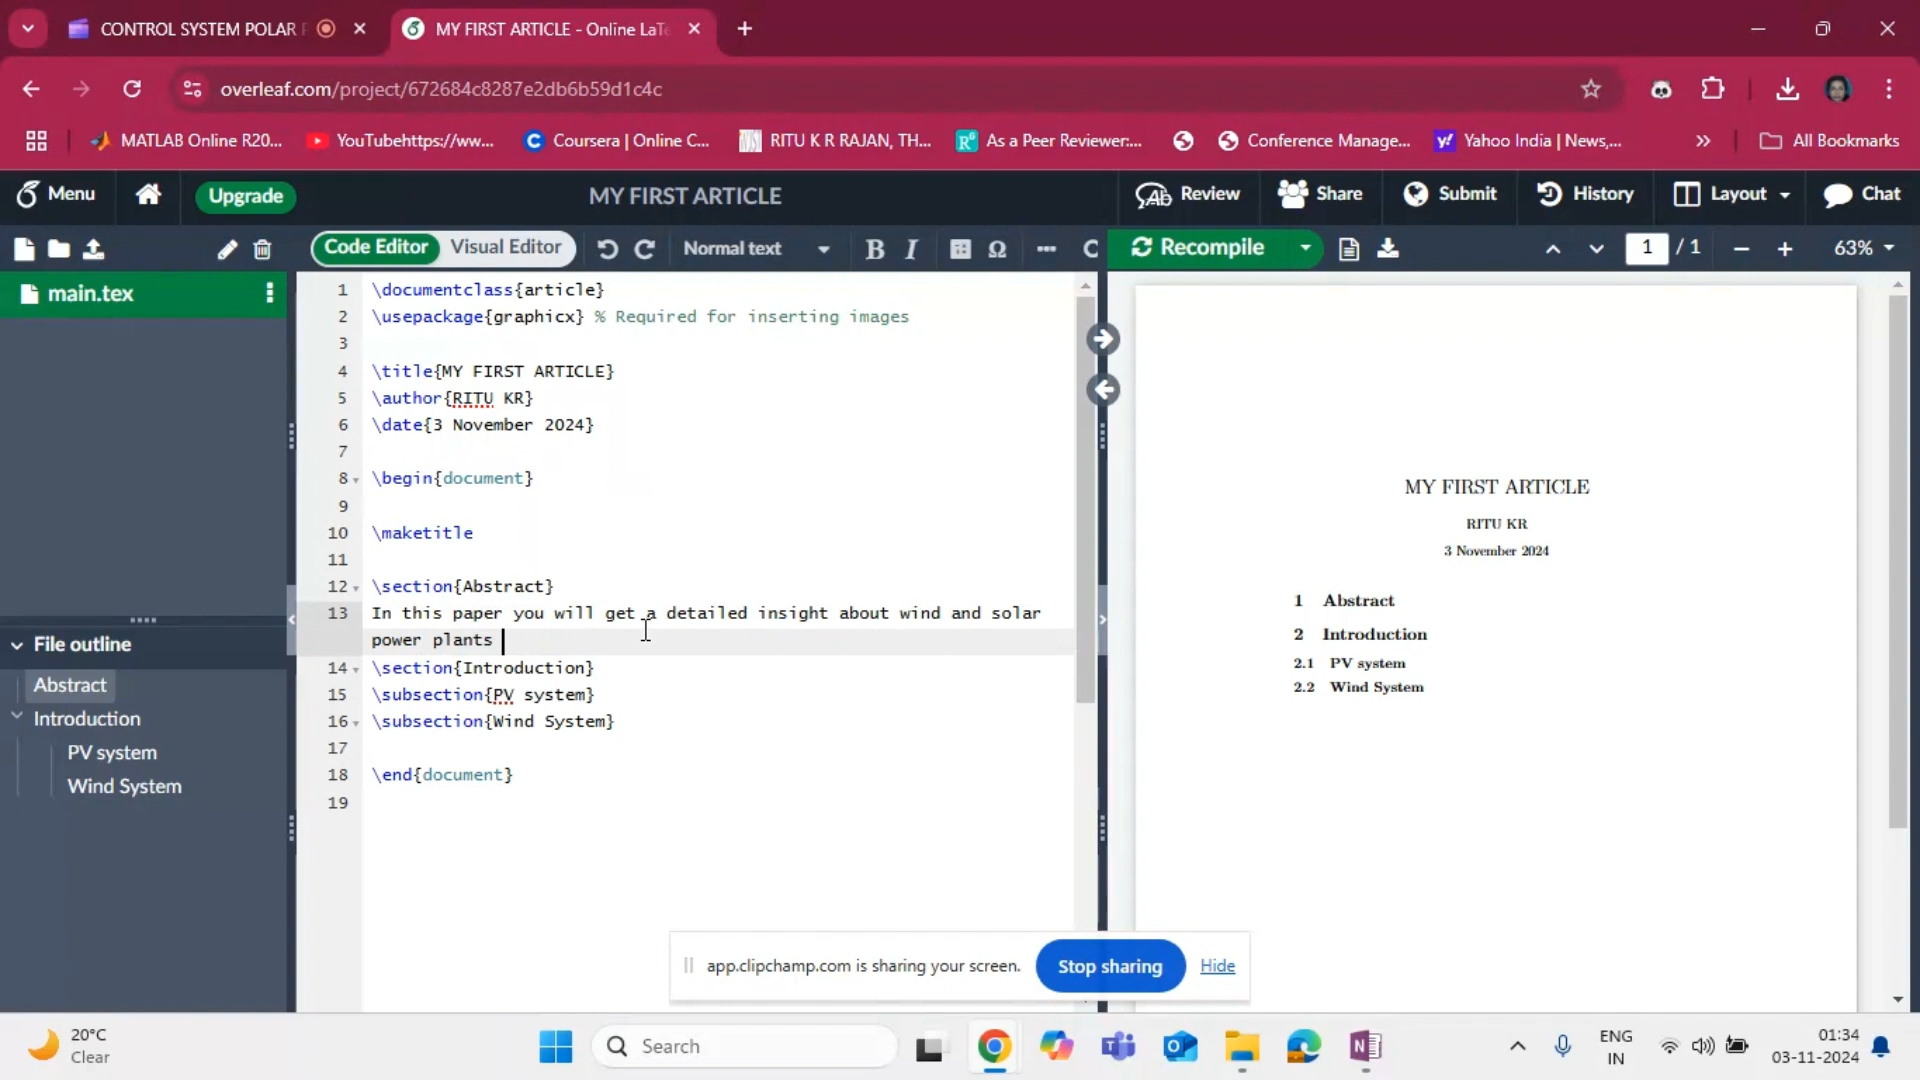 CONTROL SYSTEM POLAR
MY FIRST ARTICLE - Online LaTe
overleaf.com/project/672684c8287e2db6b59d1c4c
MATLAB Online R20...
YouTubehttps://ww...
Coursera | Online C...
RITU K R RAJAN, TH...
As a Peer Reviewer:...
Conference Manage...
Yahoo India | News,...
All Bookmarks
Menu
Upgrade
MY FIRST ARTICLE
Review
Share
Submit
History
Layout
Chat
Code Editor
Visual Editor
Normal text
B I Ω
Recompile
1 / 1
63%
main.tex
1 \documentclass{article}
2 \usepackage{graphicx} % Required for inserting images
3
4 \title{MY FIRST ARTICLE}
5 \author{RITU KR}
6 \date{3 November 2024}
7
8 \begin{document}
9
10 \maketitle
11
12 \section{Abstract}
13 In this paper you will get a detailed insight about wind and solar
power plants
14 \section{Introduction}
15 \subsection{PV system}
16 \subsection{Wind System}
17
18 \end{document}
19
File outline
Abstract
Introduction
PV system
Wind System
MY FIRST ARTICLE
RITU KR
3 November 2024
1 Abstract
2 Introduction
2.1 PV system
2.2 Wind System
app.clipchamp.com is sharing your screen.
Stop sharing
Hide
20°C
Clear
Search
ENG
IN
01:34
03-11-2024